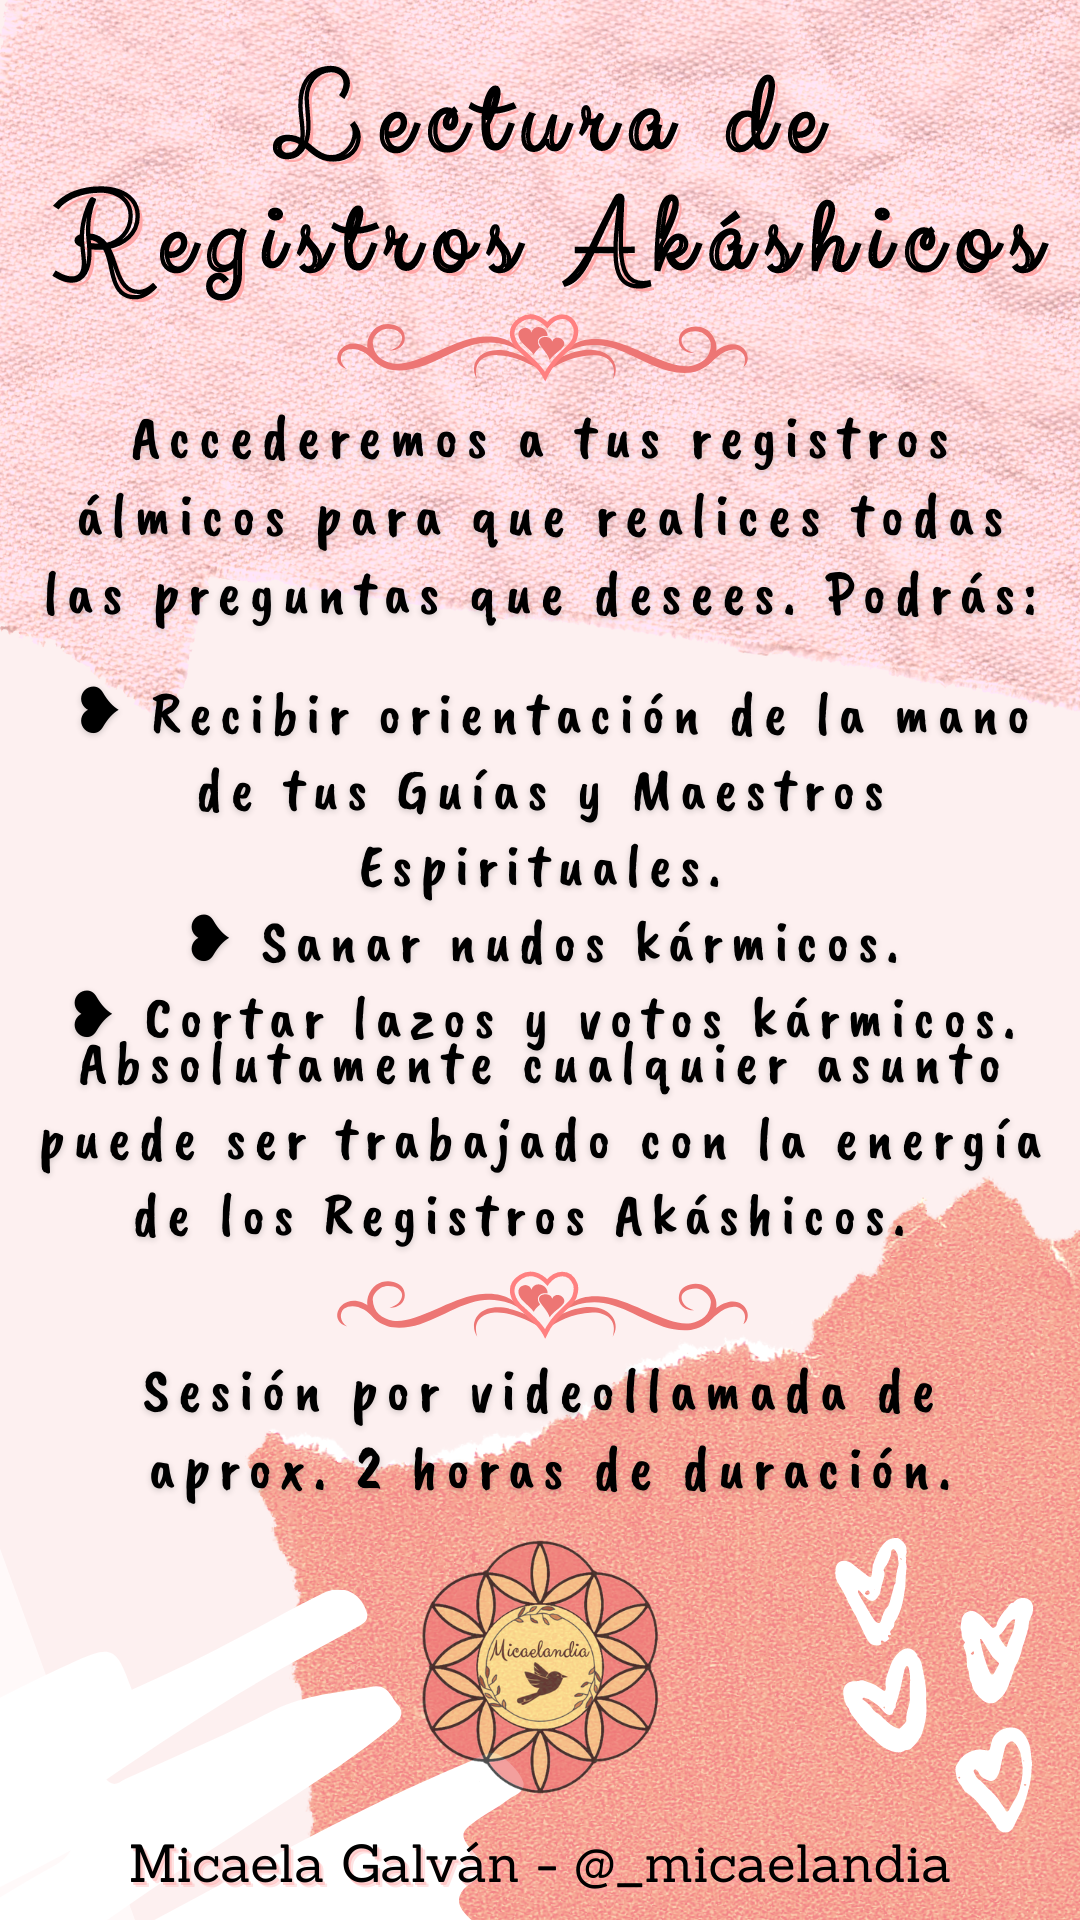 Lectura de
Registros Akáshicos
Accederemos a tus registros
álmicos para que realices todas
las preguntas que desees. Podrás:
❥ Recibir orientación de la mano
de tus Guías y Maestros
Espirituales.
❥ Sanar nudos kármicos.
❥ Cortar lazos y votos kármicos.
Absolutamente cualquier asunto
puede ser trabajado con la energía
de los Registros Akáshicos.
Sesión por videollamada de
aprox. 2 horas de duración.
Micaelandia
Micaela Galván - @_micaelandia